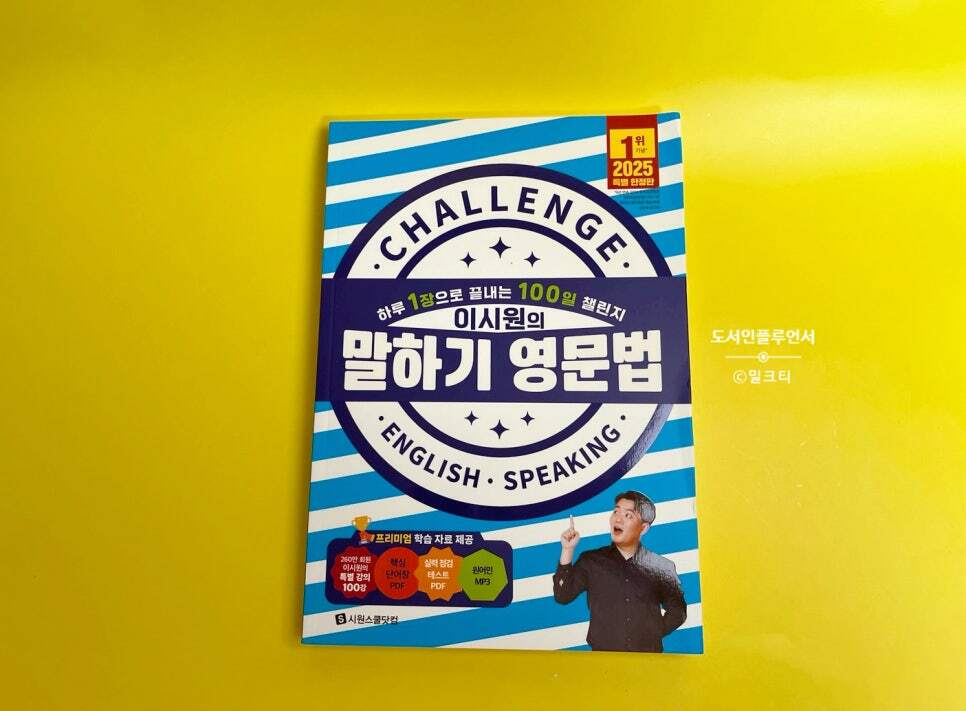 1위
기념*
2025
특별 한정판
·CHALLENGE·
하루 1장으로 끝내는 100일 챌린지
이시원의
말하기 영문법
·ENGLISH·SPEAKING·
프리미엄 학습 자료 제공
260만 회원
이시원의
특별 강의
100강
핵심
단어장
PDF
실력 점검
테스트
PDF
원어민
MP3
S 시원스쿨닷컴
도서인플루언서
©밀크티